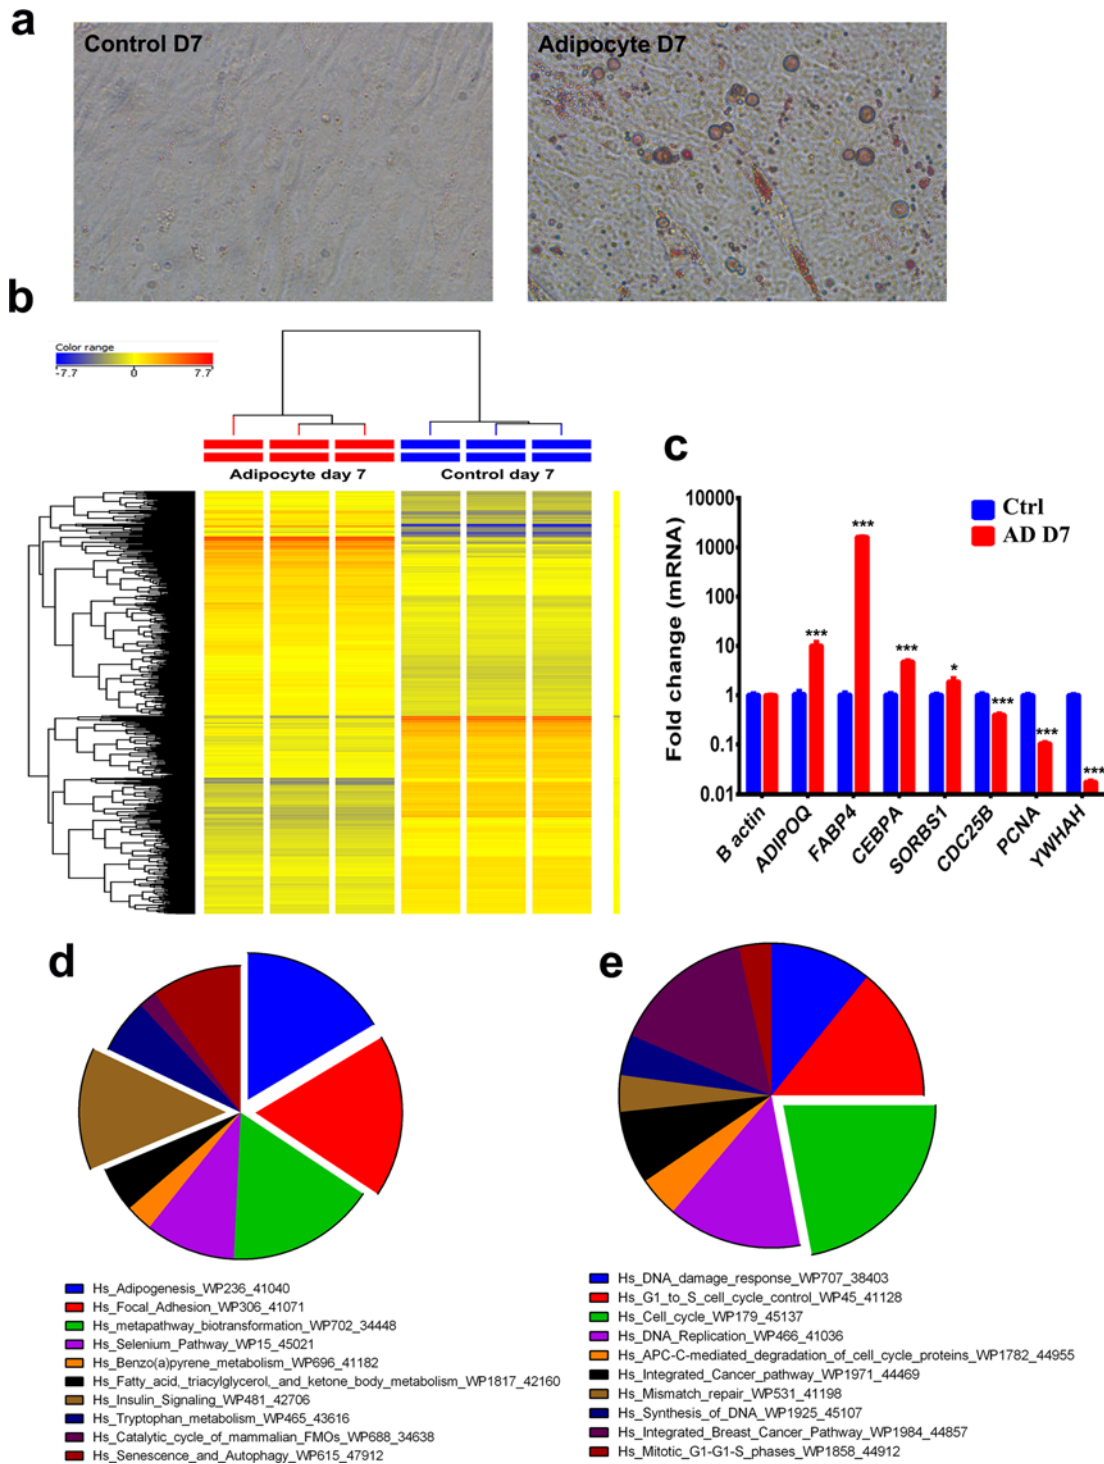 a
Control D7
Adipocyte D7
b
Color range
-7.7 0 7.7
Adipocyte day 7
Control day 7
c
Fold change (mRNA)
10000
1000
100
10
1
0.1
0.01
Ctrl
AD D7
***
***
***
*
***
***
***
B actin
ADIPOQ
FABP4
CEBPA
SORBS1
CDC25B
PCNA
YWHAH
d
Hs_Adipogenesis_WP236_41040
Hs_Focal_Adhesion_WP306_41071
Hs_metapathway_biotransformation_WP702_34448
Hs_Selenium_Pathway_WP15_45021
Hs_Benzo(a)pyrene_metabolism_WP696_41182
Hs_Fatty_acid,_triacylglycerol,_and_ketone_body_metabolism_WP1817_42160
Hs_Insulin_Signaling_WP481_42706
Hs_Tryptophan_metabolism_WP465_43616
Hs_Catalytic_cycle_of_mammalian_FMOs_WP688_34638
Hs_Senescence_and_Autophagy_WP615_47912
e
Hs_DNA_damage_response_WP707_38403
Hs_G1_to_S_cell_cycle_control_WP45_41128
Hs_Cell_cycle_WP179_45137
Hs_DNA_Replication_WP466_41036
Hs_APC-C-mediated_degradation_of_cell_cycle_proteins_WP1782_44955
Hs_Integrated_Cancer_pathway_WP1971_44469
Hs_Mismatch_repair_WP531_41198
Hs_Synthesis_of_DNA_WP1925_45107
Hs_Integrated_Breast_Cancer_Pathway_WP1984_44857
Hs_Mitotic_G1-G1-S_phases_WP1858_44912